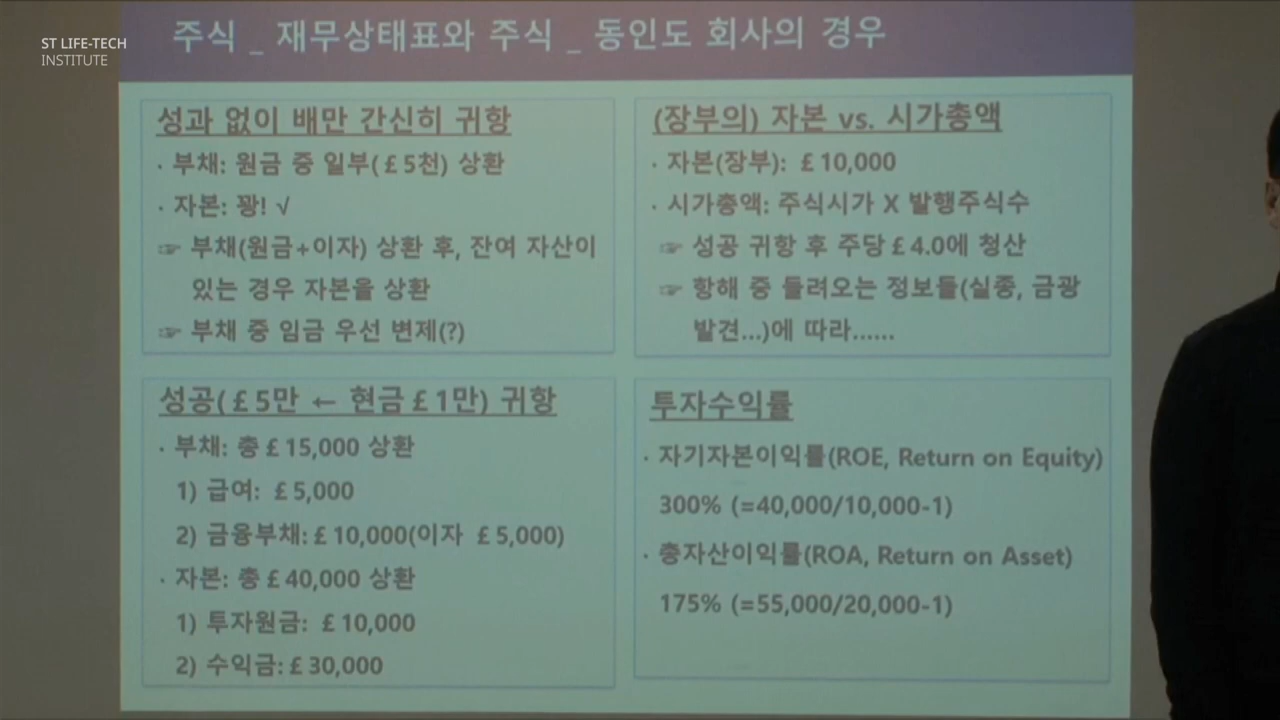 ST LIFE-TECH
INSTITUTE
주식 _ 재무상태표와 주식 _ 동인도 회사의 경우
성과 없이 배만 간신히 귀항
· 부채: 원금 중 일부(£5천) 상환
· 자본: 꽝! √
☞ 부채(원금+이자) 상환 후, 잔여 자산이
있는 경우 자본을 상환
☞ 부채 중 임금 우선 변제(?)
(장부의) 자본 vs. 시가총액
· 자본(장부): £10,000
· 시가총액: 주식시가 X 발행주식수
☞ 성공 귀항 후 주당£4.0에 청산
☞ 항해 중 들려오는 정보들(실종, 금광
발견...)에 따라......
성공(£5만 ← 현금£1만) 귀항
· 부채: 총£15,000 상환
1) 급여: £5,000
2) 금융부채:£10,000(이자 £5,000)
· 자본: 총£40,000 상환
1) 투자원금: £10,000
2) 수익금:£30,000
투자수익률
· 자기자본이익률(ROE, Return on Equity)
300% (=40,000/10,000-1)
· 총자산이익률(ROA, Return on Asset)
175% (=55,000/20,000-1)